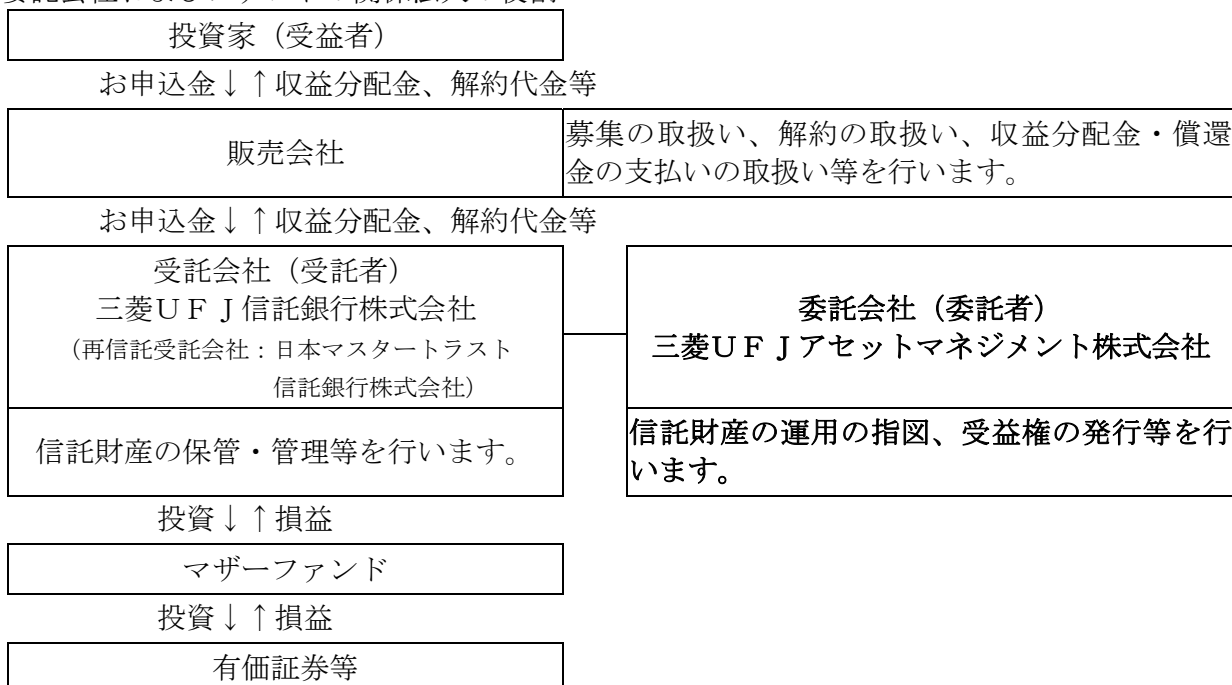 委託会社およびファンドの関係法人の役割
投資家（受益者）
お申込金↓↑収益分配金、解約代金等
販売会社
募集の取扱い、解約の取扱い、収益分配金・償還
金の支払いの取扱い等を行います。
お申込金↓↑収益分配金、解約代金等
受託会社（受託者）
三菱ＵＦＪ信託銀行株式会社
（再信託受託会社：日本マスタートラスト
信託銀行株式会社）
委託会社（委託者）
三菱ＵＦＪアセットマネジメント株式会社
信託財産の保管・管理等を行います。
信託財産の運用の指図、受益権の発行等を行
います。
投資↓↑損益
マザーファンド
投資↓↑損益
有価証券等